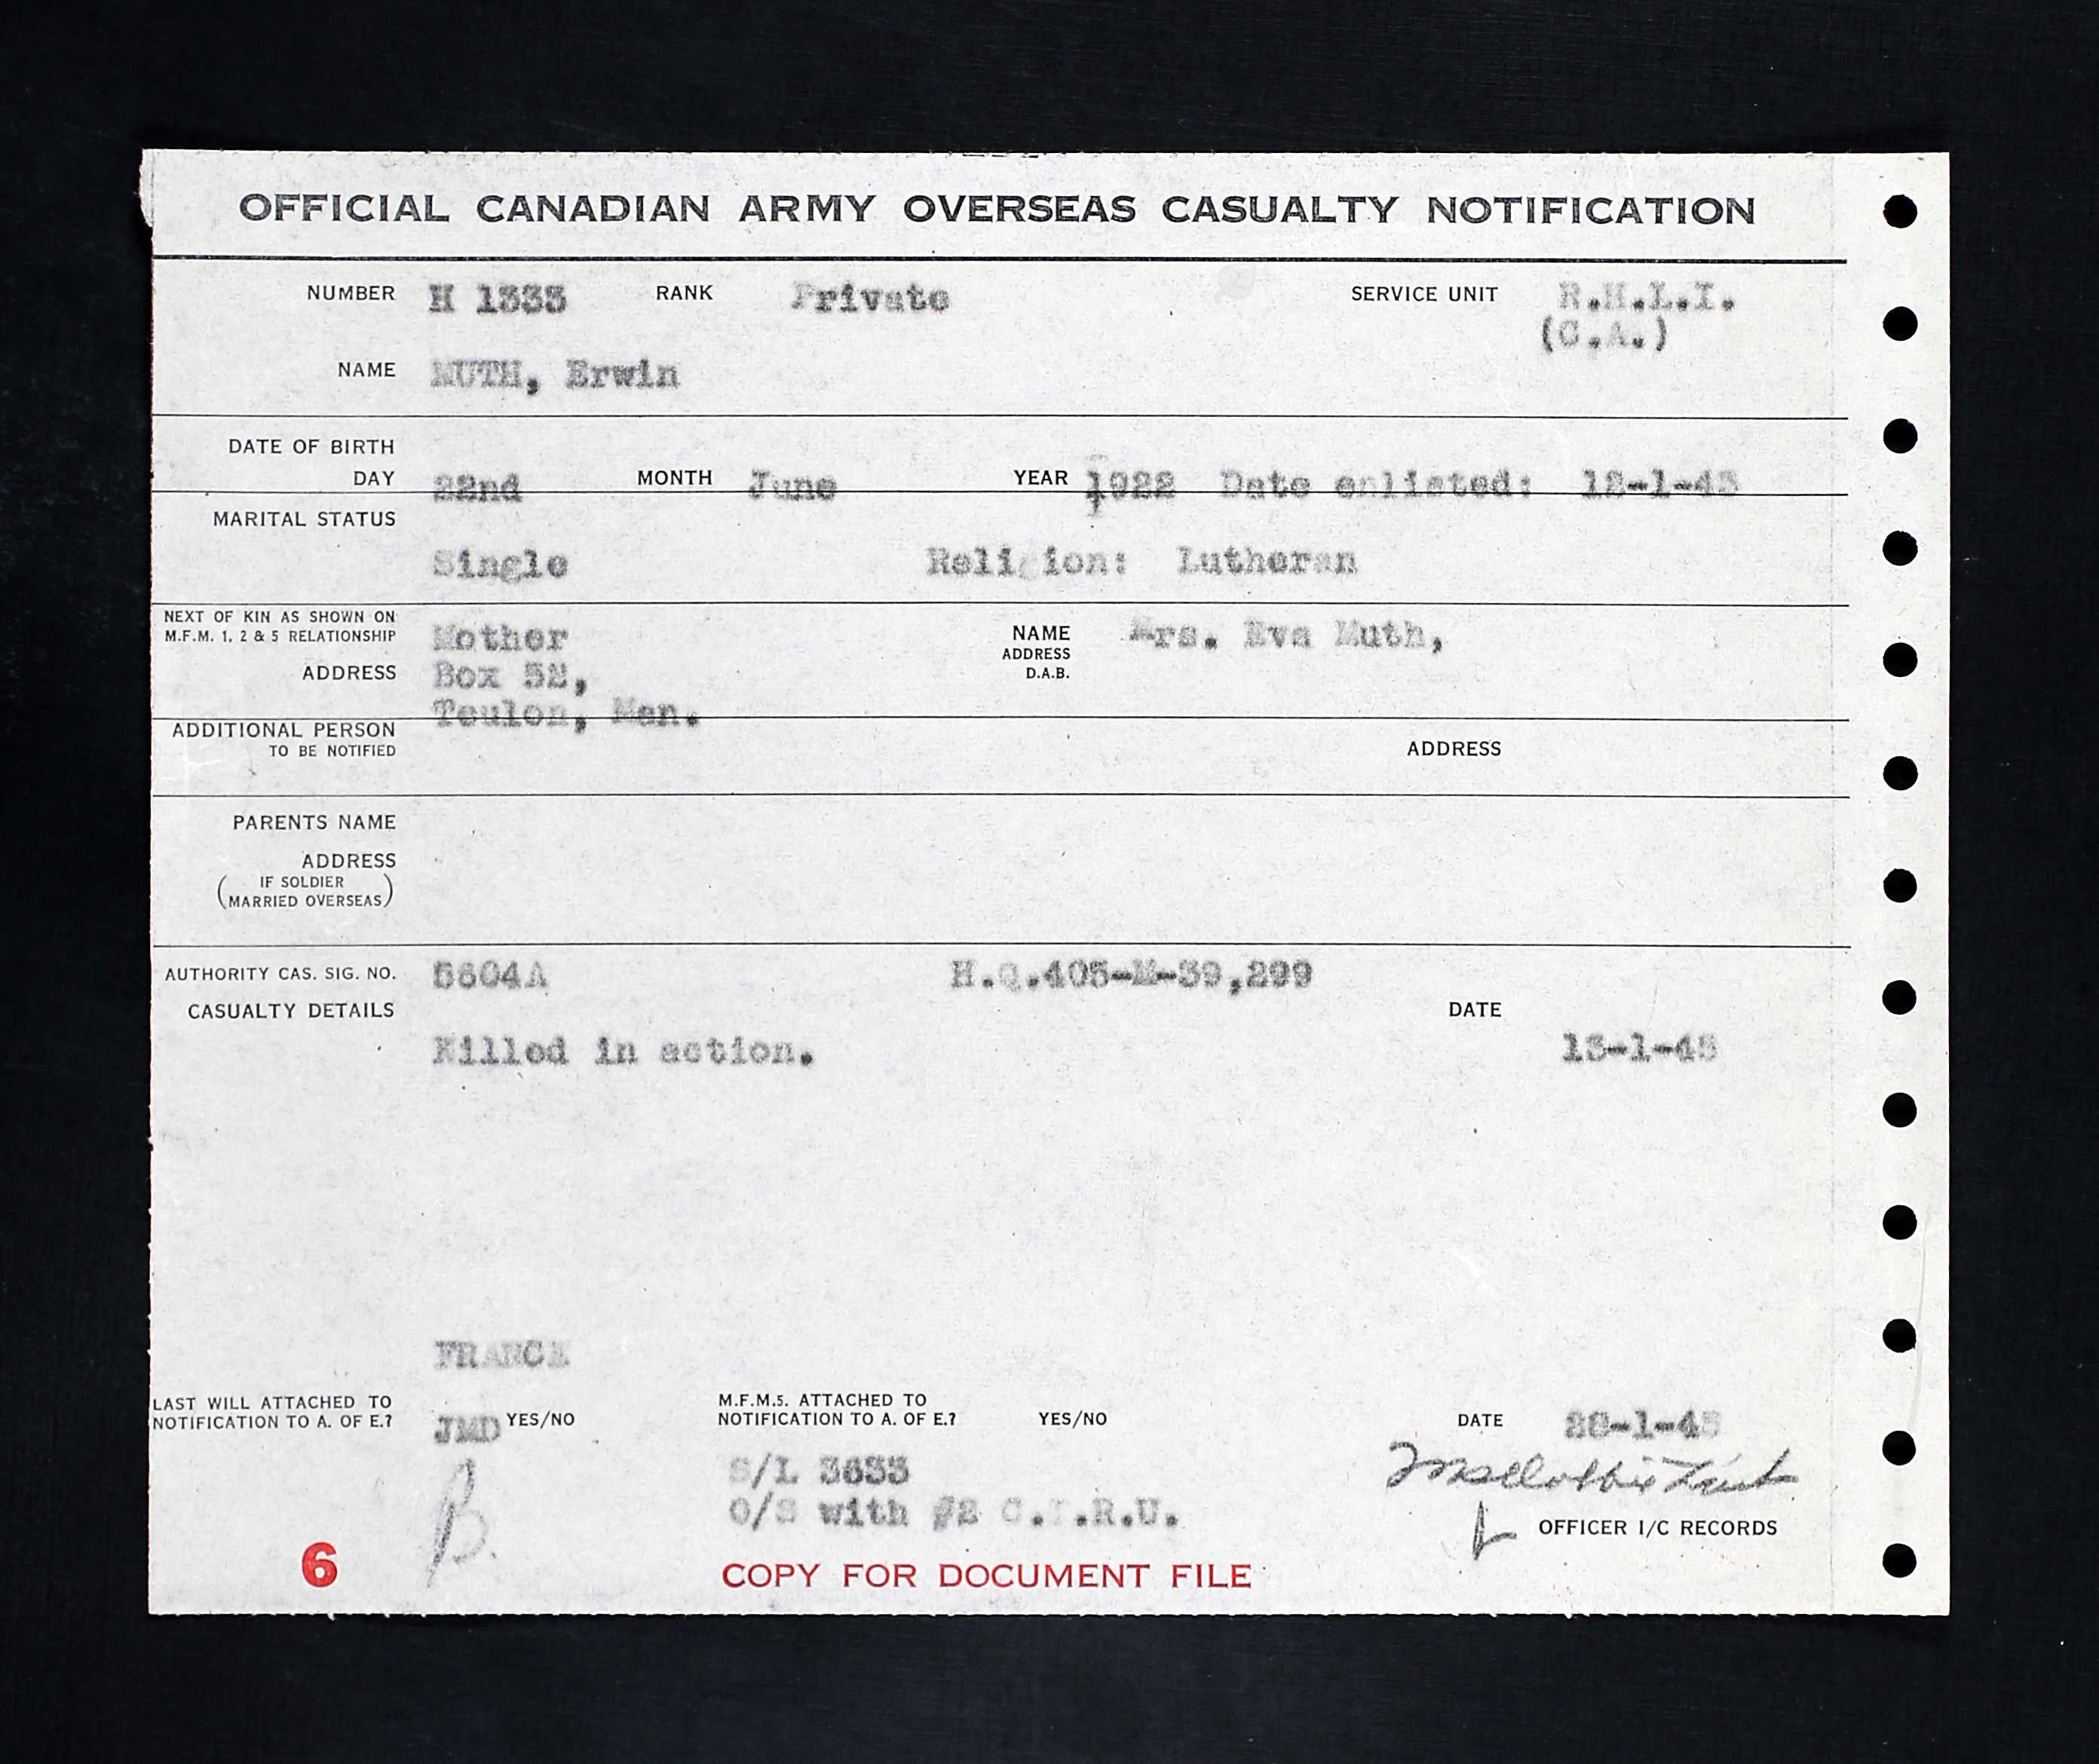 OFFICIAL CANADIAN ARMY OVERSEAS CASUALTY NOTIFICATION
NUMBER H 1333 RANK Private SERVICE UNIT R.H.L.I.
(C.A.)
NAME MUTH, Erwin
DATE OF BIRTH
DAY 22nd MONTH June YEAR 1922 Date enlisted: 12-1-43
MARITAL STATUS
Single Religion: Lutheran
NEXT OF KIN AS SHOWN ON
M.F.M. 1, 2 & 5 RELATIONSHIP Mother NAME Mrs. Eva Muth,
ADDRESS
D.A.B.
ADDRESS Box 52,
Teulon, Man.
ADDITIONAL PERSON
TO BE NOTIFIED ADDRESS
PARENTS NAME
ADDRESS
(IF SOLDIER
MARRIED OVERSEAS)
AUTHORITY CAS. SIG. NO. 5604A H.Q.405-M-39,299
CASUALTY DETAILS DATE
Killed in action. 13-1-45
FRANCE
LAST WILL ATTACHED TO
NOTIFICATION TO A. OF E.? JMD YES/NO
M.F.M.5. ATTACHED TO
NOTIFICATION TO A. OF E.? YES/NO
DATE 28-1-45
S/L 3633
O/S with #2 C.I.R.U.
B.
OFFICER I/C RECORDS
6 COPY FOR DOCUMENT FILE